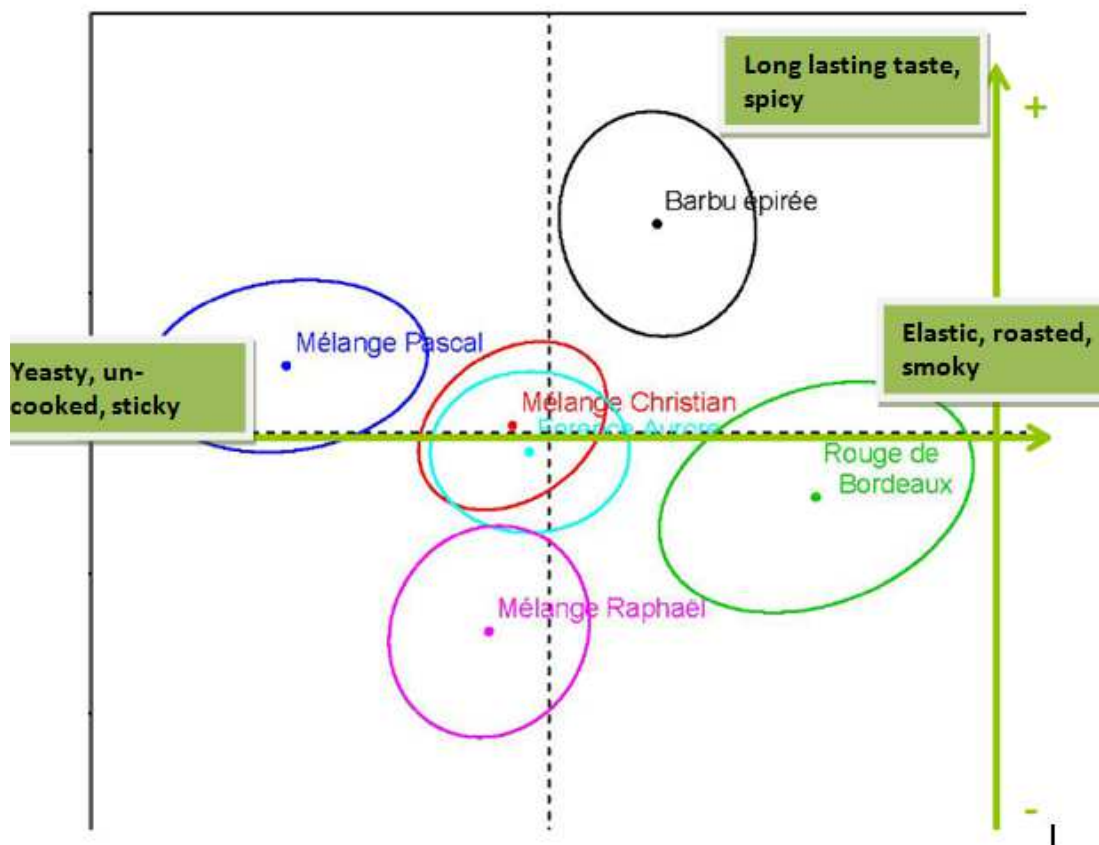 Long lasting taste,
spicy
+
Barbu épirée
Elastic, roasted,
smoky
Mélange Pascal
Yeasty, un-
cooked, sticky
Mélange Christian
Aurore
Rouge de
Bordeaux
Mélange Raphaël
-